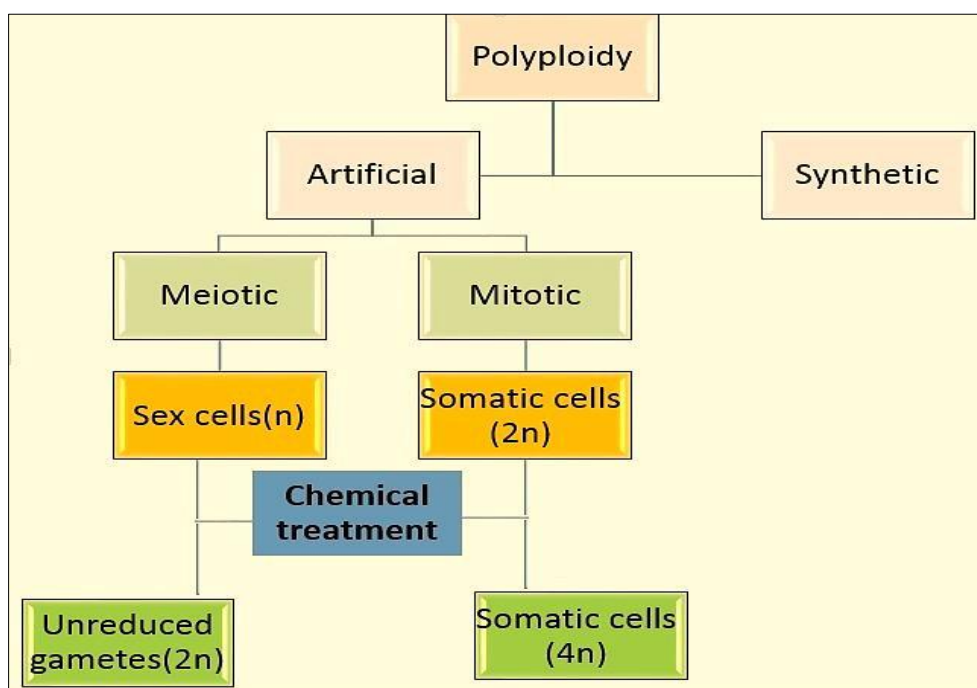 Polyploidy
Artificial
Synthetic
Meiotic
Mitotic
Sex cells(n)
Somatic cells
(2n)
Chemical
treatment
Unreduced
gametes(2n)
Somatic cells
(4n)